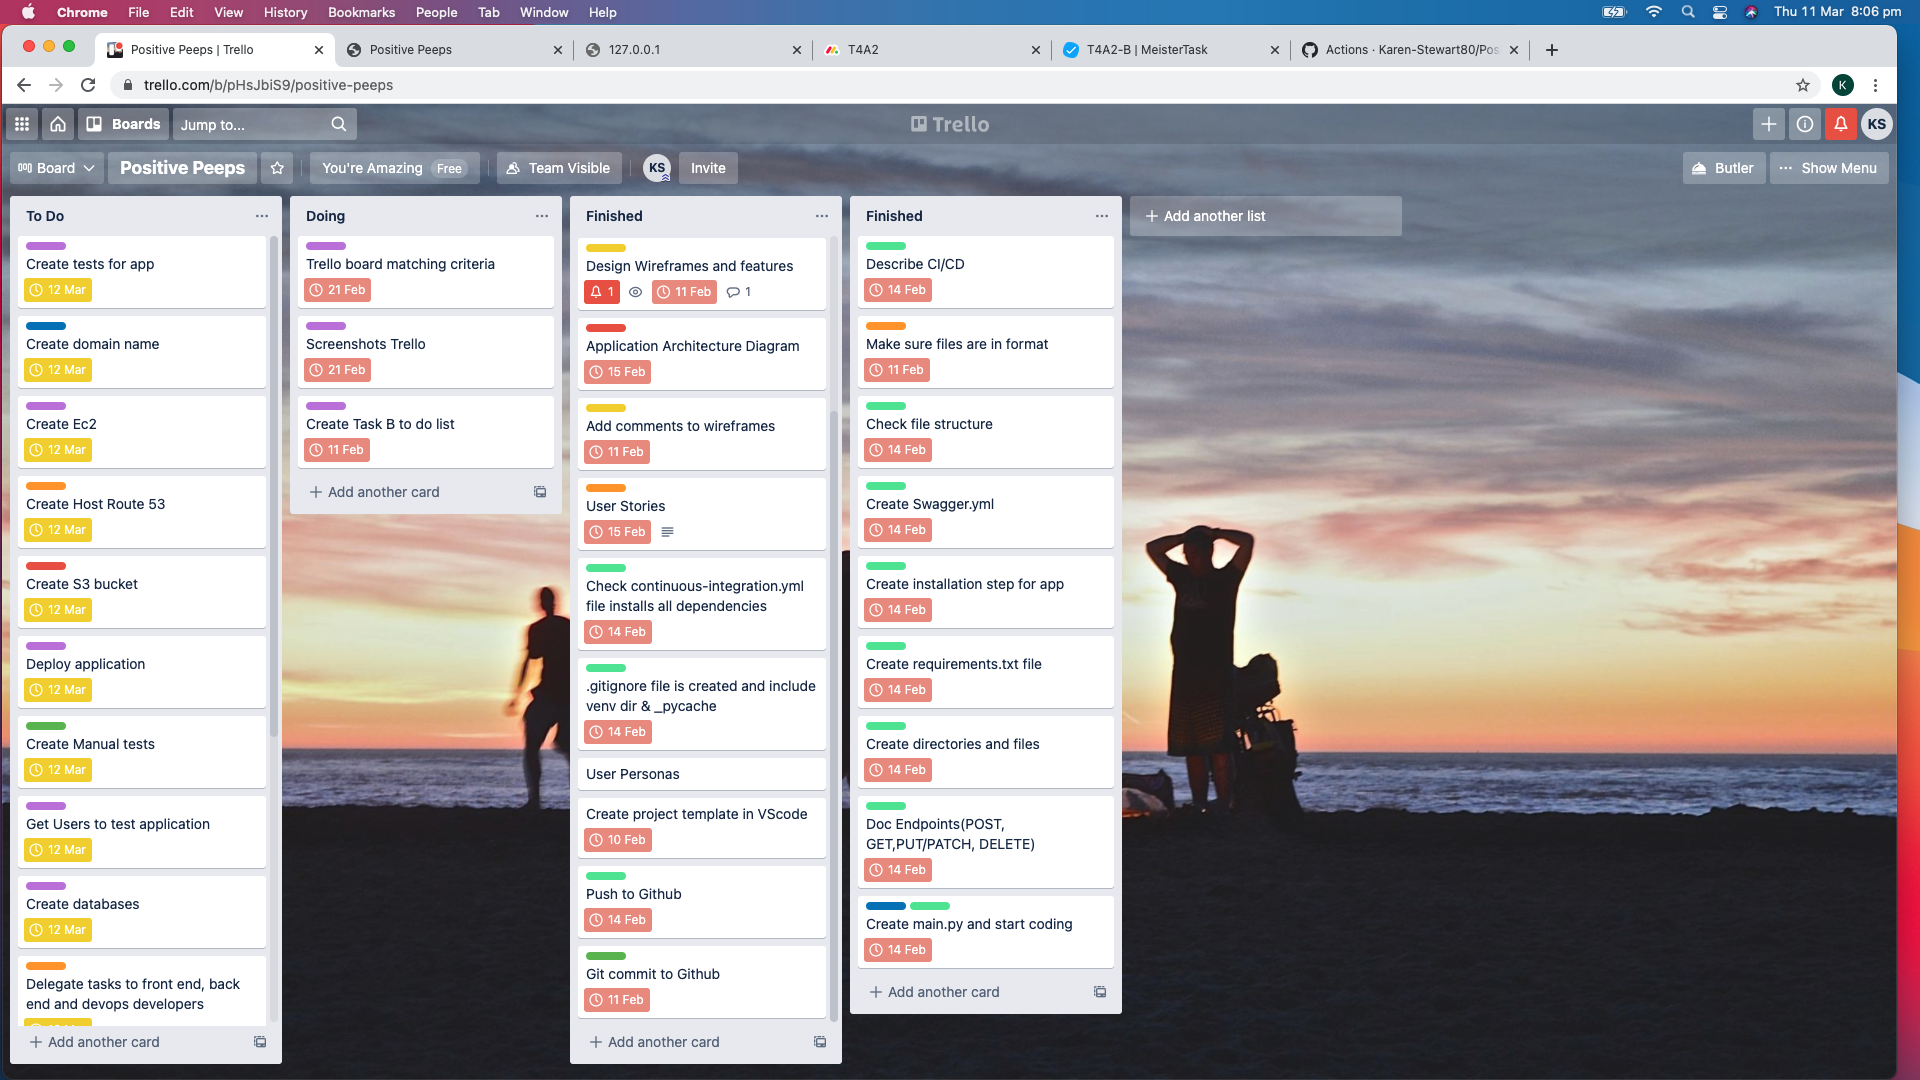 Chrome File Edit View History Bookmarks People Tab Window Help Thu 11 Mar 8:06 pm
Positive Peeps | Trello Positive Peeps 127.0.0.1 T4A2 T4A2-B | MeisterTask Actions · Karen-Stewart80/Pos
trello.com/b/pHsJbiS9/positive-peeps K
Boards Jump to... Trello KS
Board Positive Peeps You're Amazing Free Team Visible KS Invite Butler Show Menu
To Do
Create tests for app
12 Mar
Create domain name
12 Mar
Create Ec2
12 Mar
Create Host Route 53
12 Mar
Create S3 bucket
12 Mar
Deploy application
12 Mar
Create Manual tests
12 Mar
Get Users to test application
12 Mar
Create databases
12 Mar
Delegate tasks to front end, back
end and devops developers
Add another card
Doing
Trello board matching criteria
21 Feb
Screenshots Trello
21 Feb
Create Task B to do list
11 Feb
Add another card
Finished
Design Wireframes and features
1 11 Feb 1
Application Architecture Diagram
15 Feb
Add comments to wireframes
11 Feb
User Stories
15 Feb
Check continuous-integration.yml
file installs all dependencies
14 Feb
.gitignore file is created and include
venv dir & _pycache
14 Feb
User Personas
Create project template in VScode
10 Feb
Push to Github
14 Feb
Git commit to Github
11 Feb
Add another card
Finished
Describe CI/CD
14 Feb
Make sure files are in format
11 Feb
Check file structure
14 Feb
Create Swagger.yml
14 Feb
Create installation step for app
14 Feb
Create requirements.txt file
14 Feb
Create directories and files
14 Feb
Doc Endpoints(POST,
GET,PUT/PATCH, DELETE)
14 Feb
Create main.py and start coding
14 Feb
Add another card
Add another list